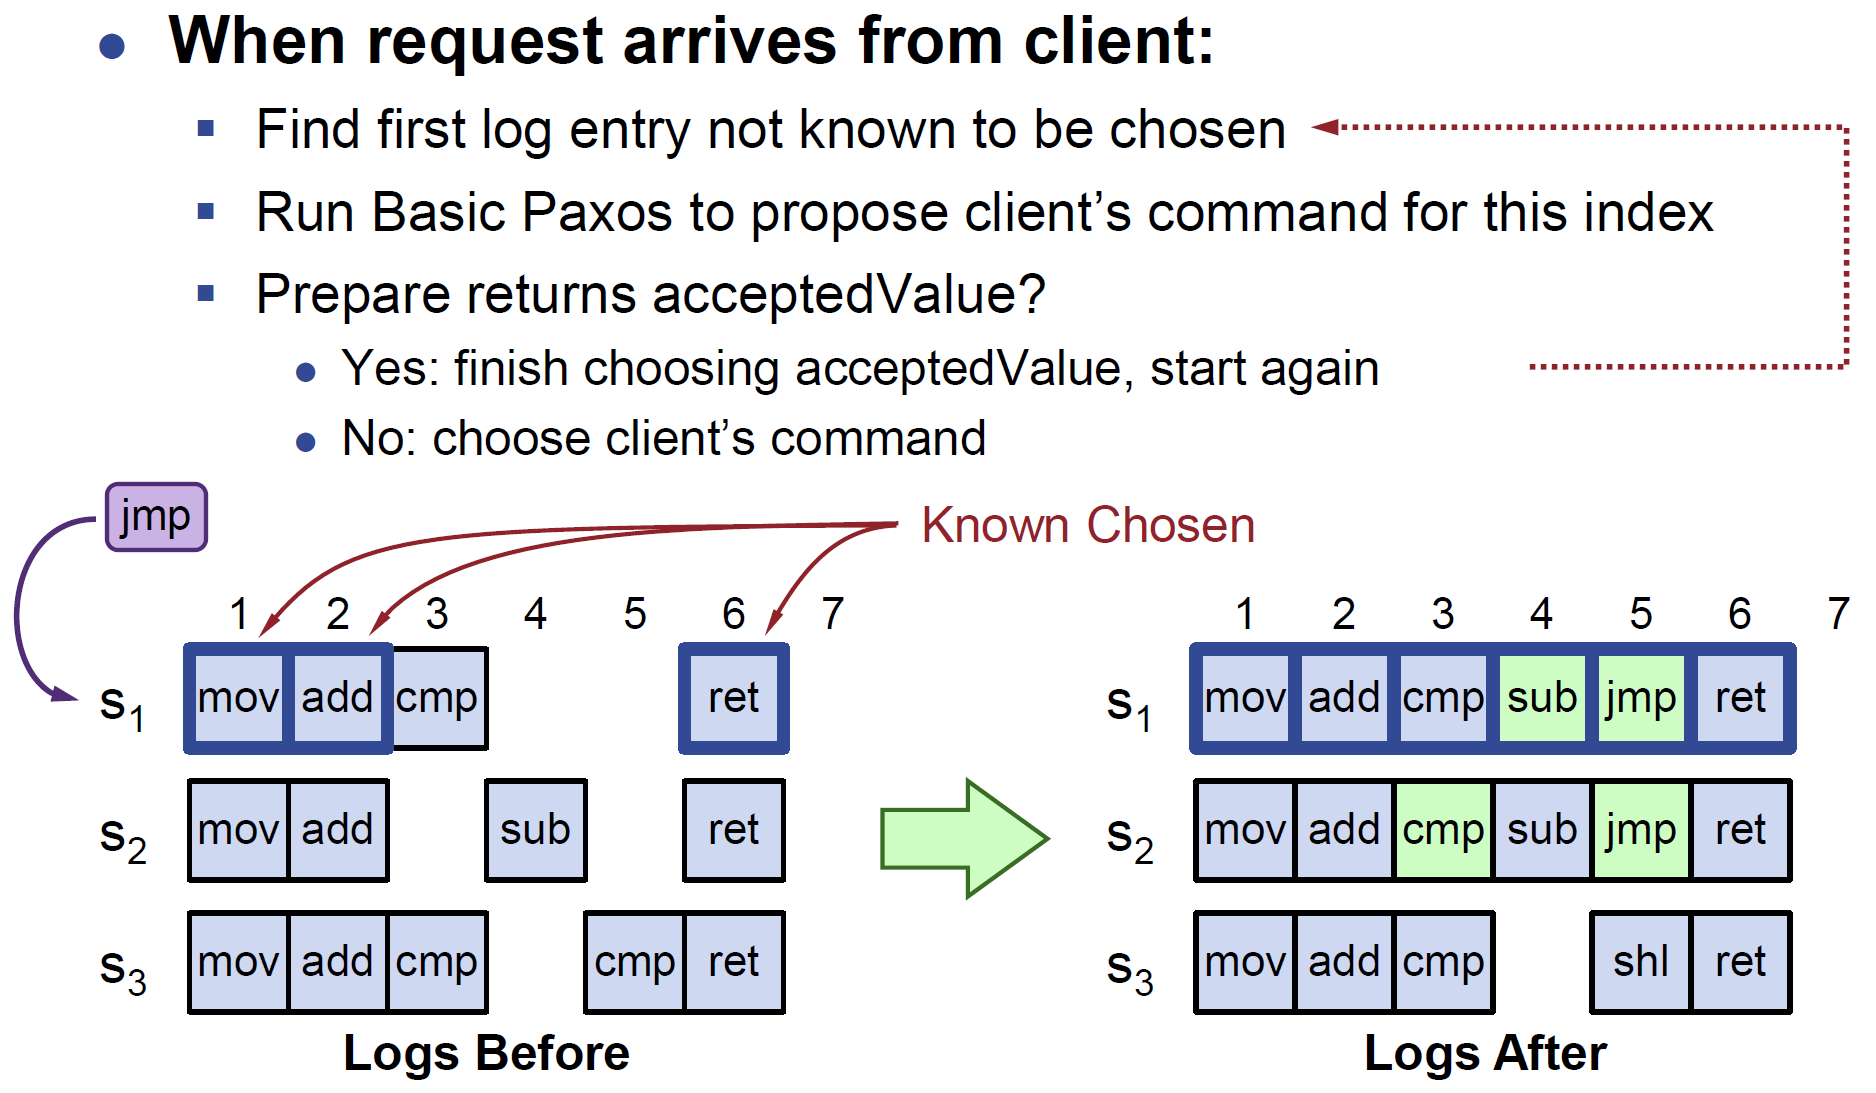 When request arrives from client:
Find first log entry not known to be chosen
Run Basic Paxos to propose client’s command for this index
Prepare returns acceptedValue?
Yes: finish choosing acceptedValue, start again
No: choose client’s command
jmp
Known Chosen
1 2 3 4 5 6 7
s1 mov add cmp ret
s2 mov add sub ret
s3 mov add cmp cmp ret
Logs Before
1 2 3 4 5 6 7
s1 mov add cmp sub jmp ret
s2 mov add cmp sub jmp ret
s3 mov add cmp shl ret
Logs After